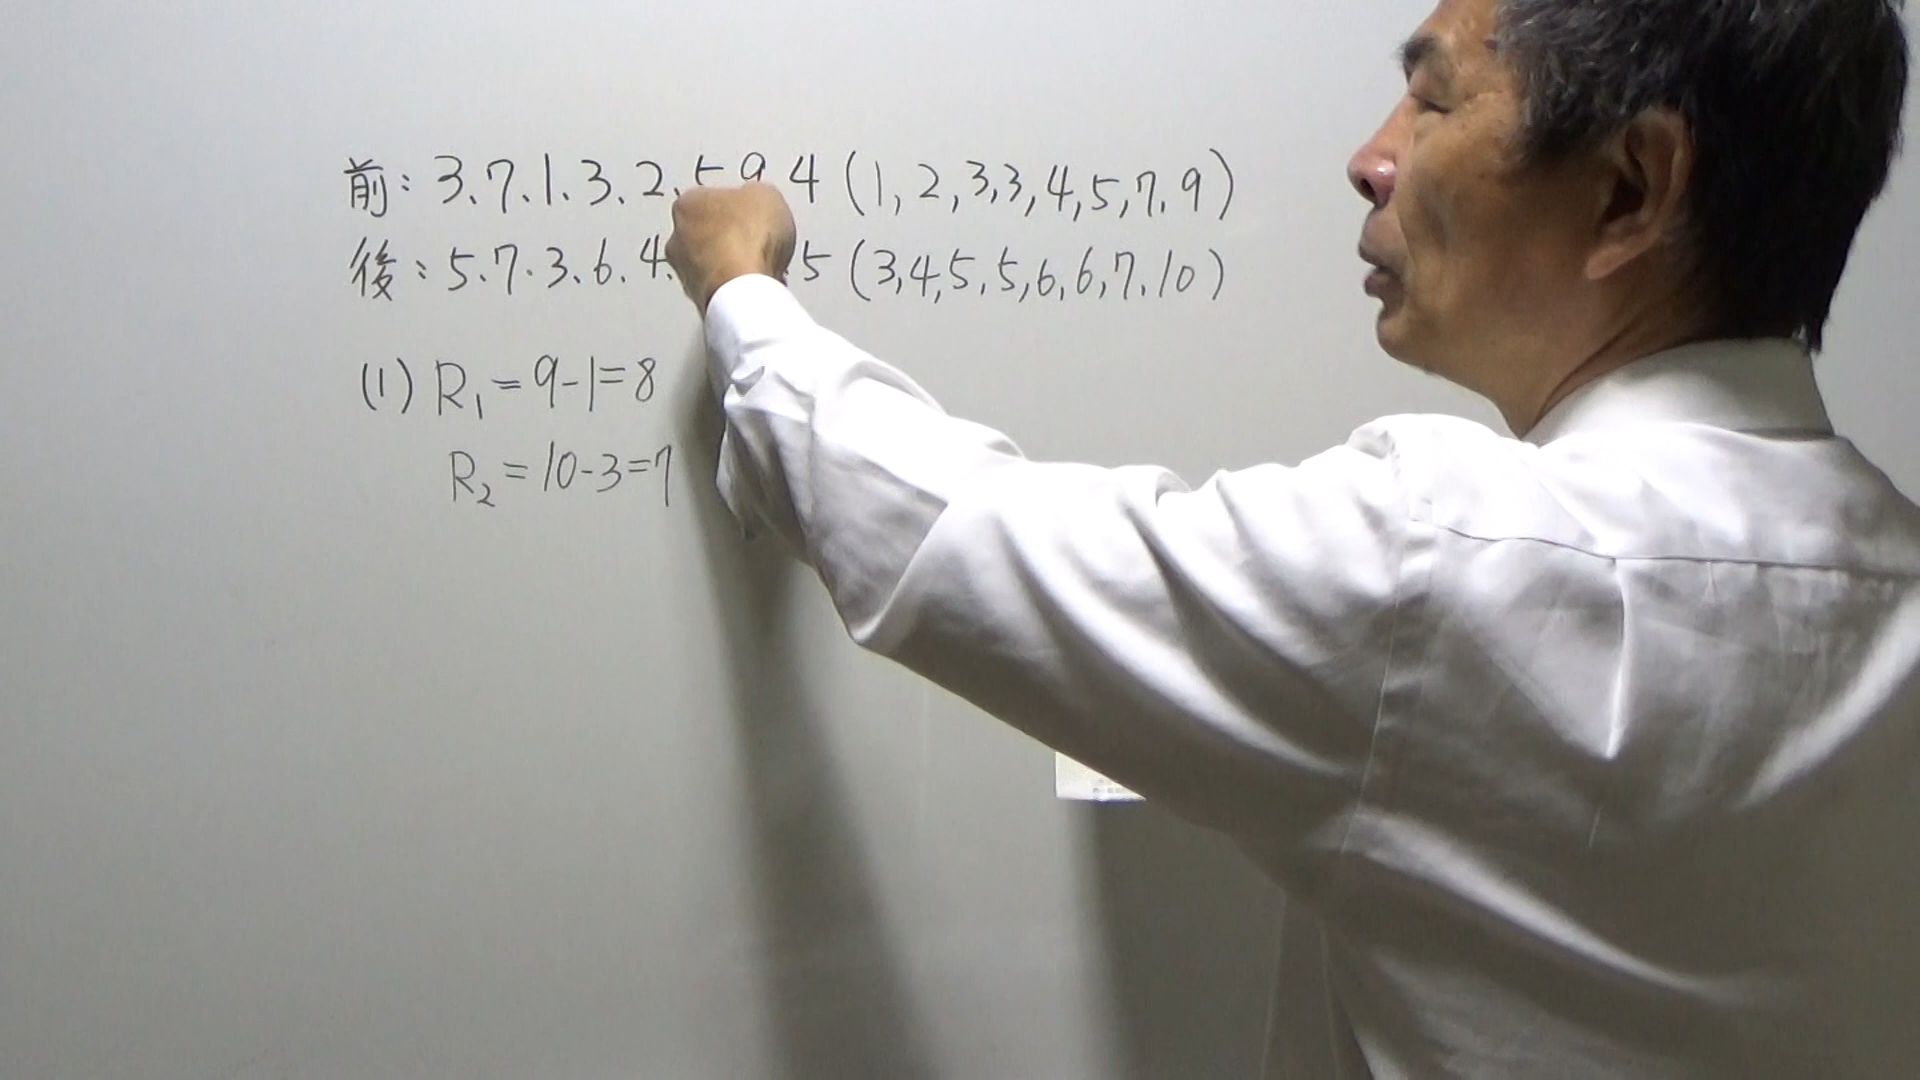 前: 3.7.1.3.2.5 9 4 (1,2,3,3,4,5,7.9)
後: 5.7.3.6.4. .5 (3,4,5.5,6,6,7.10)
(1) R₁=9-1=8
R₂=10-3=7